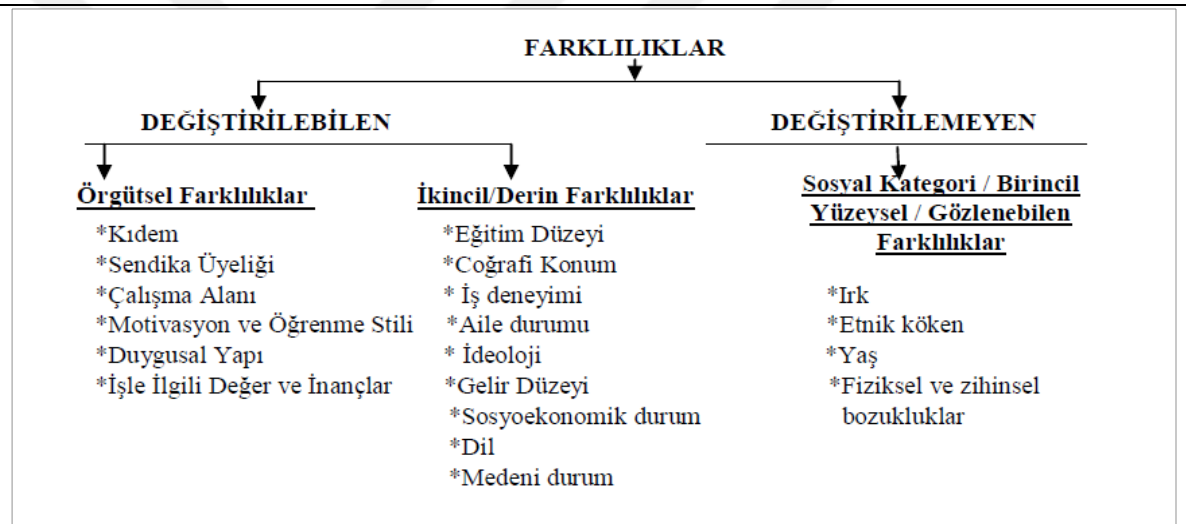 FARKLILIKLAR
DEĞİŞTİRİLEBİLEN
DEĞİŞTİRİLEMEYEN
Örgütsel Farklılıklar
*Kıdem
*Sendika Üyeliği
*Çalışma Alanı
*Motivasyon ve Öğrenme Stili
*Duygusal Yapı
*İşle İlgili Değer ve İnançlar
İkincil/Derin Farklılıklar
*Eğitim Düzeyi
*Coğrafi Konum
* İş deneyimi
*Aile durumu
* İdeoloji
*Gelir Düzeyi
*Sosyoekonomik durum
*Dil
*Medeni durum
Sosyal Kategori / Birincil
Yüzeysel / Gözlenebilen
Farklılıklar
*Irk
*Etnik köken
*Yaş
*Fiziksel ve zihinsel
bozukluklar